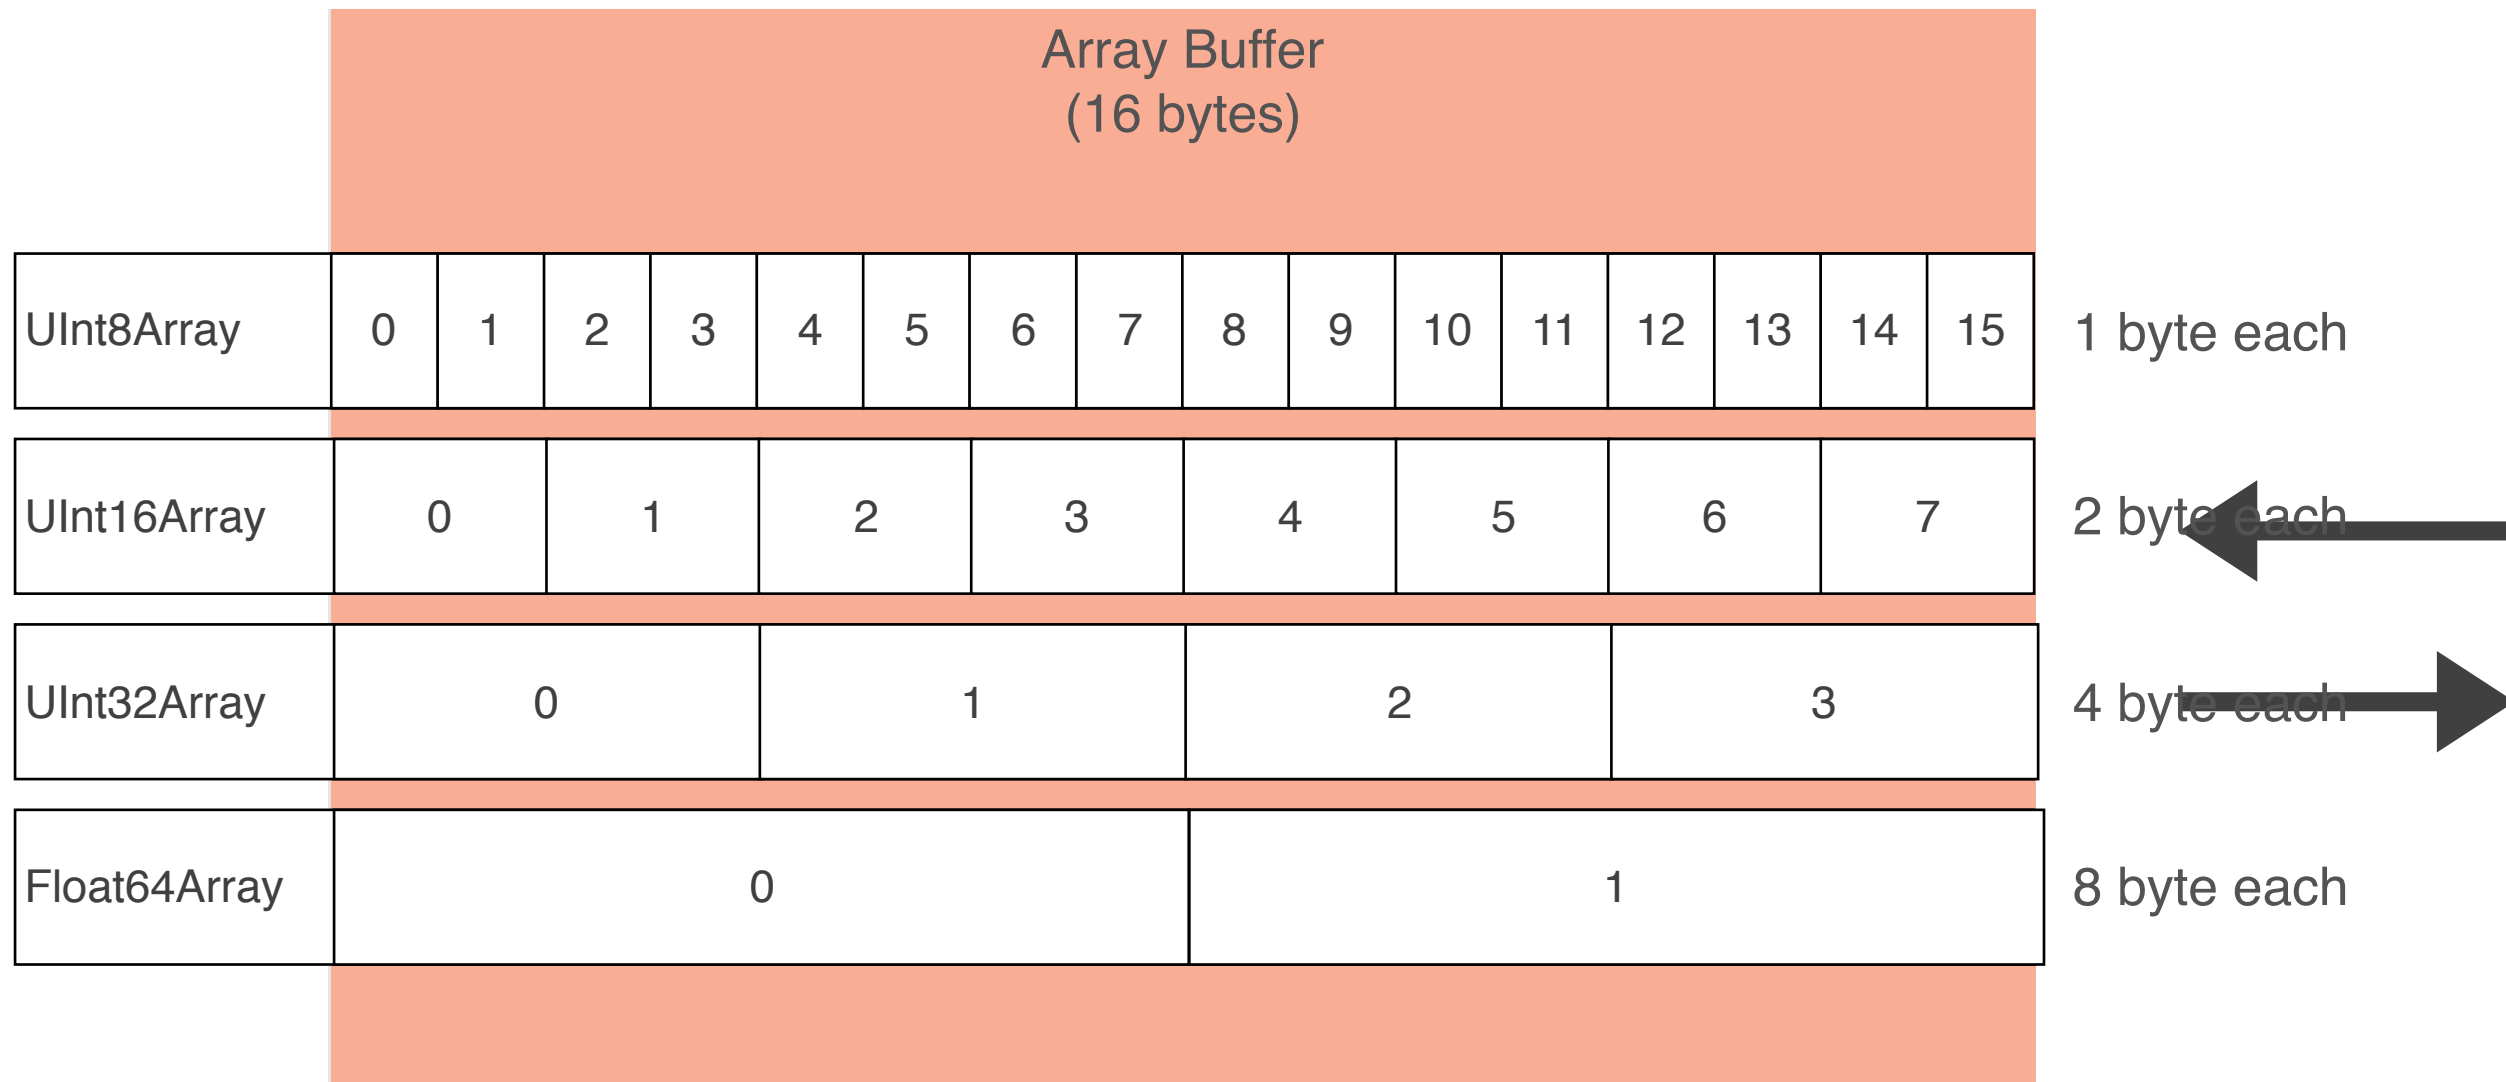 Array Buffer
(16 bytes)
UInt8Array 0 1 2 3 4 5 6 7 8 9 10 11 12 13 14 15 1 byte each
UInt16Array 0 1 2 3 4 5 6 7 2 byte each
UInt32Array 0 1 2 3 4 byte each
Float64Array 0 1 8 byte each